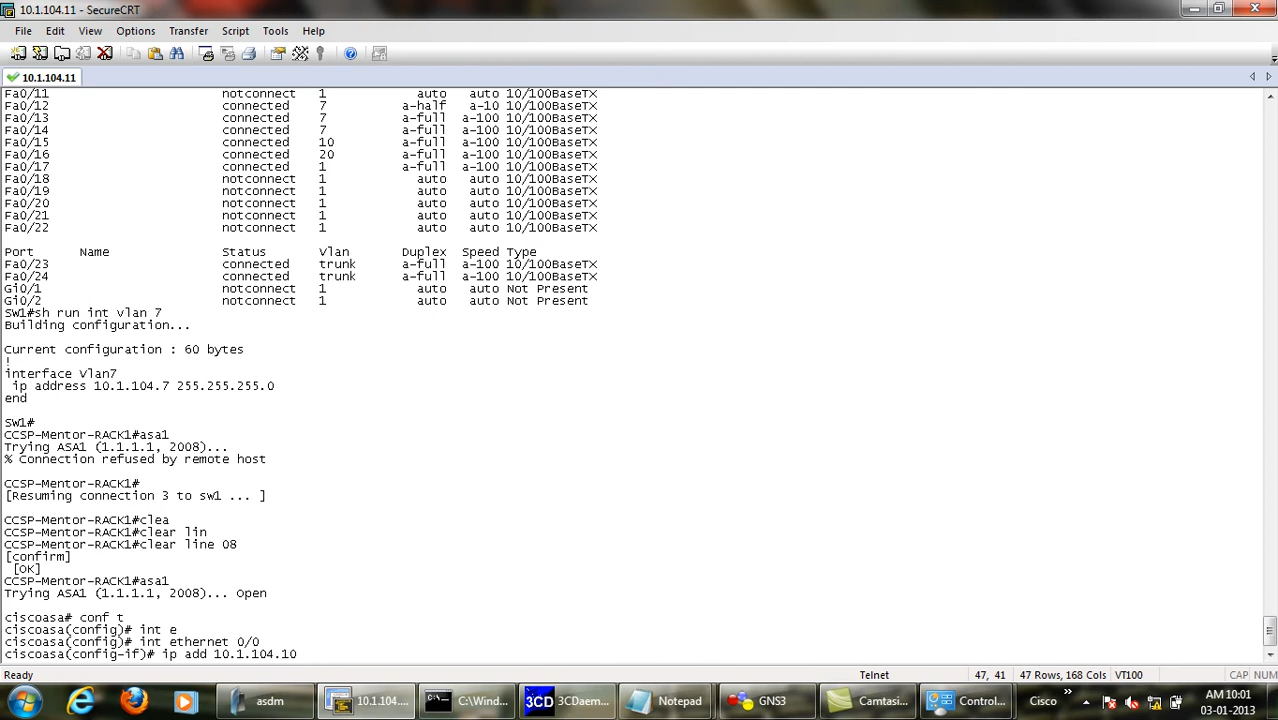 10.1.104.11 - SecureCRT
File Edit View Options Transfer Script Tools Help
10.1.104.11
Fa0/11 notconnect 1 auto auto 10/100BaseTX
Fa0/12 connected 7 a-half a-10 10/100BaseTX
Fa0/13 connected 7 a-full a-100 10/100BaseTX
Fa0/14 connected 7 a-full a-100 10/100BaseTX
Fa0/15 connected 10 a-full a-100 10/100BaseTX
Fa0/16 connected 20 a-full a-100 10/100BaseTX
Fa0/17 connected 1 a-full a-100 10/100BaseTX
Fa0/18 notconnect 1 auto auto 10/100BaseTX
Fa0/19 notconnect 1 auto auto 10/100BaseTX
Fa0/20 notconnect 1 auto auto 10/100BaseTX
Fa0/21 notconnect 1 auto auto 10/100BaseTX
Fa0/22 notconnect 1 auto auto 10/100BaseTX
Port Name Status Vlan Duplex Speed Type
Fa0/23 connected trunk a-full a-100 10/100BaseTX
Fa0/24 connected trunk a-full a-100 10/100BaseTX
Gi0/1 notconnect 1 auto auto Not Present
Gi0/2 notconnect 1 auto auto Not Present
SW1#sh run int vlan 7
Building configuration...
Current configuration : 60 bytes
!
interface Vlan7
ip address 10.1.104.7 255.255.255.0
end
SW1#
CCSP-Mentor-RACK1#asa1
Trying ASA1 (1.1.1.1, 2008)...
% Connection refused by remote host
CCSP-Mentor-RACK1#
[Resuming connection 3 to sw1 ... ]
CCSP-Mentor-RACK1#clea
CCSP-Mentor-RACK1#clear lin
CCSP-Mentor-RACK1#clear line 08
[confirm]
[OK]
CCSP-Mentor-RACK1#asa1
Trying ASA1 (1.1.1.1, 2008)... Open
ciscoasa# conf t
ciscoasa(config)# int e
ciscoasa(config)# int ethernet 0/0
ciscoasa(config-if)# ip add 10.1.104.10
Ready Telnet 47, 41 47 Rows, 168 Cols VT100 CAP NUM
asdm 10.1.104.... C:\Wind... 3CD 3CDaem... Notepad GNS3 Camtasi... Control... Cisco » AM 10:01
03-01-2013